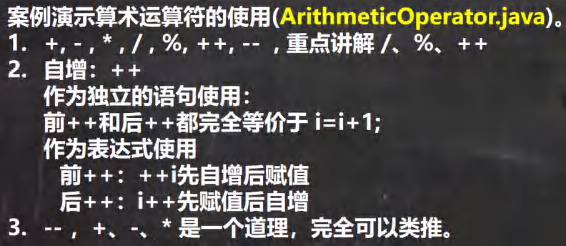 案例演示算术运算符的使用(ArithmeticOperator.java)。
1. +, - , * , / , %, ++, -- , 重点讲解 /、%、++
2. 自增：++
作为独立的语句使用：
前++和后++都完全等价于 i=i+1;
作为表达式使用
前++：++i先自增后赋值
后++：i++先赋值后自增
3. -- ，+、-、* 是一个道理，完全可以类推。